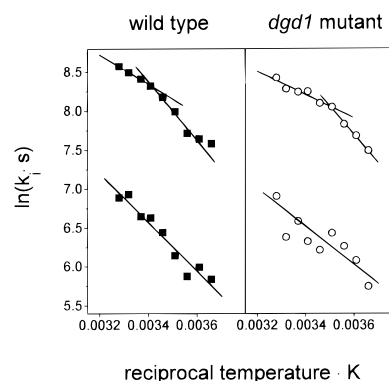 wild type
dgd1 mutant
ln(kᵢ· s)
8.5
8.0
7.5
7.0
6.5
6.0
5.5
0.0032 0.0034 0.0036 0.0032 0.0034 0.0036
reciprocal temperature · K